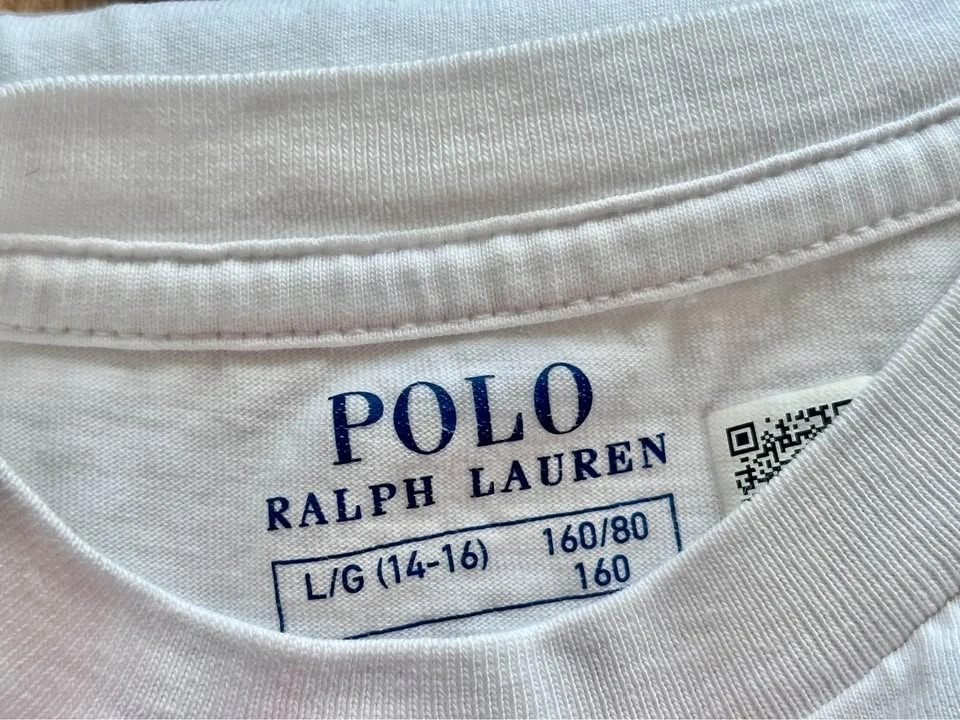 POLO
RALPH LAUREN
L/G (14-16) 160/80
160